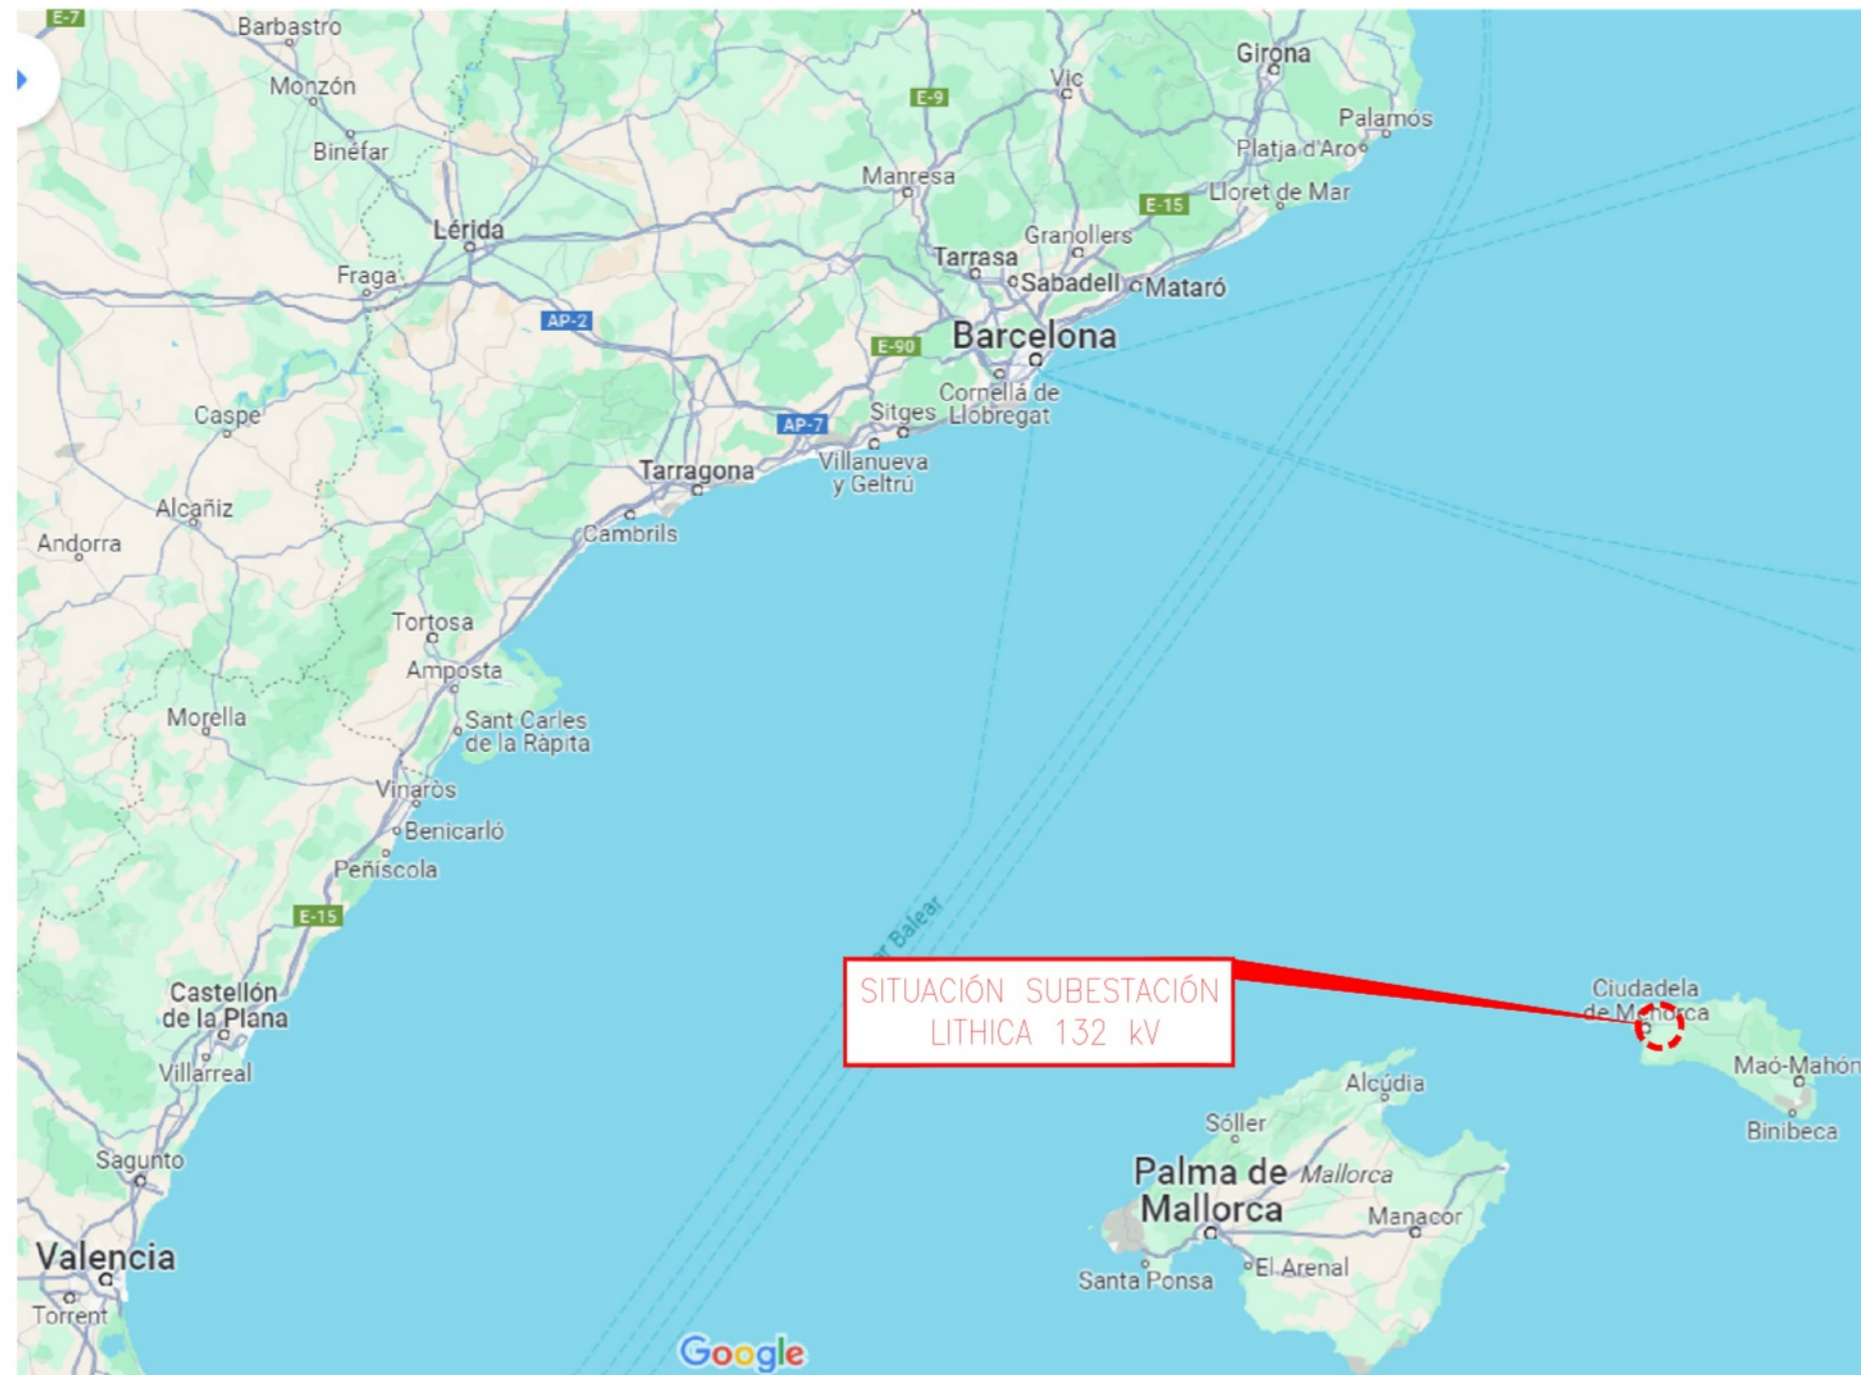 E-7
Barbastro
Girona
Monzón
Vic
E-9
Palamós
Binéfar
Platja d'Aro
Manresa
Lloret de Mar
E-15
Lérida
Granollers
Tarrasa
Fraga
Sabadell
Mataró
AP-2
Barcelona
E-90
Cornellá de
Llobregat
Caspe
Sitges
AP-7
Villanueva
y Geltrú
Tarragona
Alcañiz
Cambrils
Andorra
Tortosa
Amposta
Morella
Sant Carles
de la Ràpita
Vinaròs
Benicarló
Peñíscola
E-15
ar Balear
SITUACIÓN SUBESTACIÓN
LITHICA 132 kV
Ciudadela
de Menorca
Castellón
de la Plana
Villarreal
Maó-Mahón
Alcúdia
Sóller
Binibeca
Sagunto
Palma de
Mallorca
Mallorca
Manacor
Valencia
El Arenal
Santa Ponsa
Torrent
Google